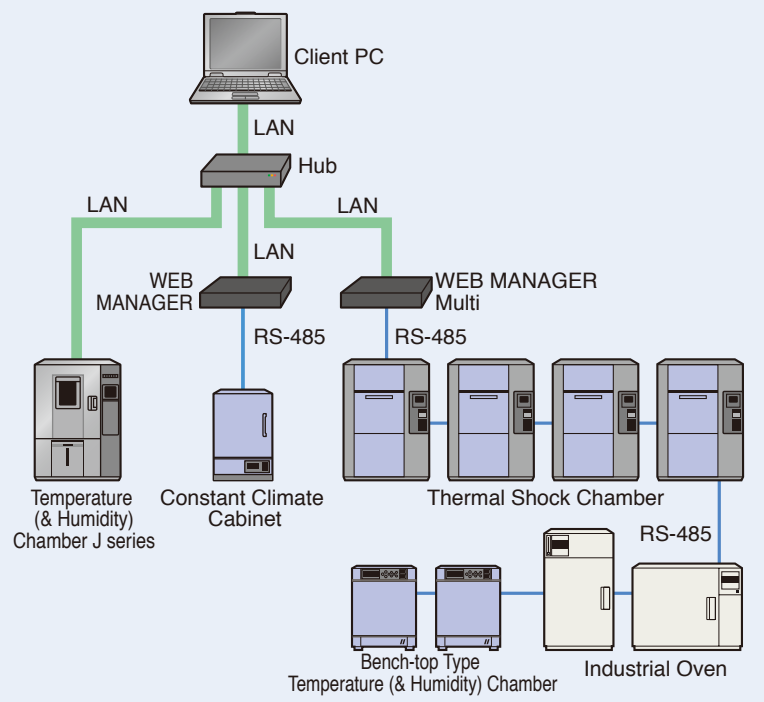 Client PC
LAN
Hub
LAN
LAN
LAN
WEB
MANAGER
WEB MANAGER
Multi
RS-485
RS-485
Temperature
(& Humidity)
Chamber J series
Constant Climate
Cabinet
Thermal Shock Chamber
RS-485
Bench-top Type
Temperature (& Humidity) Chamber
Industrial Oven